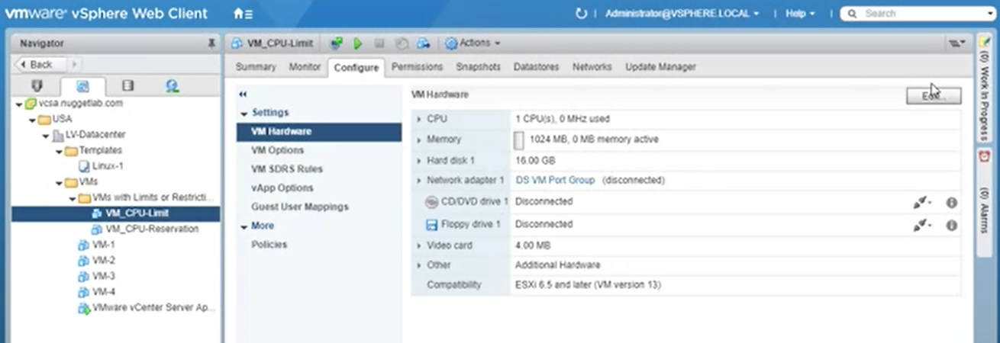 vmware® vSphere Web Client
Administrator@VSPHERE.LOCAL
Help
Search
Navigator
Back
vcsa.nuggetlab.com
USA
LV-Datacenter
Templates
Linux-1
VMs
VMs with Limits or Restricti...
VM_CPU-Limit
VM_CPU-Reservation
VM-1
VM-2
VM-3
VM-4
VMware vCenter Server Ap...
VM_CPU-Limit
Actions
Summary Monitor Configure Permissions Snapshots Datastores Networks Update Manager
Settings
VM Hardware
VM Options
VM SDRS Rules
vApp Options
Guest User Mappings
More
Policies
VM Hardware
CPU 1 CPU(s), 0 MHz used
Memory 1024 MB, 0 MB memory active
Hard disk 1 16.00 GB
Network adapter 1 DS VM Port Group (disconnected)
CD/DVD drive 1 Disconnected
Floppy drive 1 Disconnected
Video card 4.00 MB
Other Additional Hardware
Compatibility ESXi 6.5 and later (VM version 13)
(0) Work In Progress
(0) Alarms